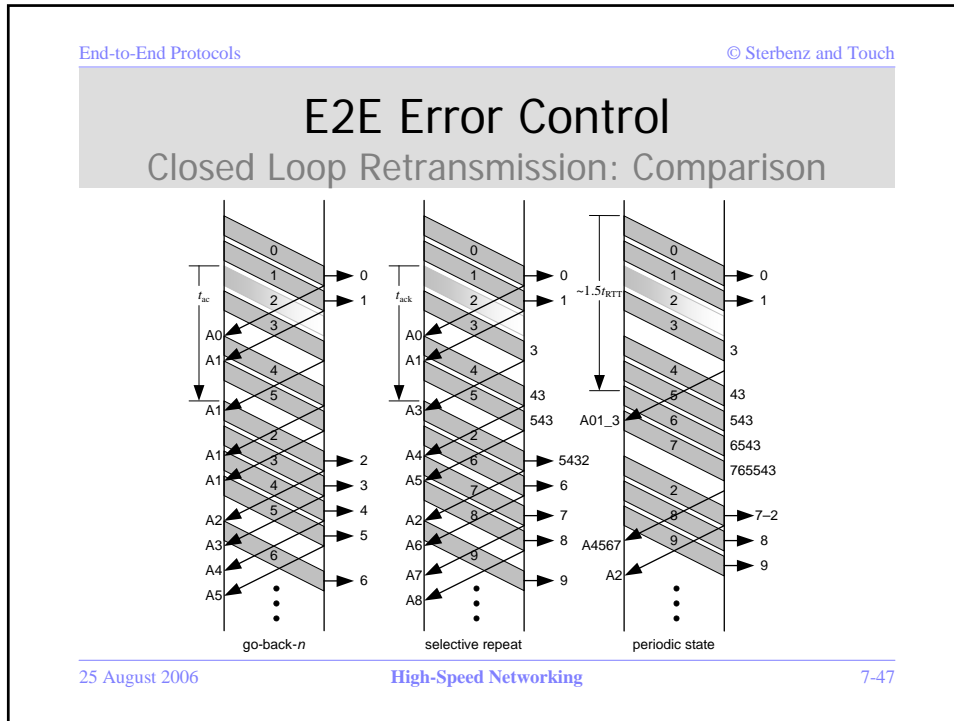 End-to-End Protocols © Sterbenz and Touch
E2E Error Control
Closed Loop Retransmission: Comparison
0
1
2
3
4
5
2
3
4
5
6
t_ac
A0
A1
A1
A1
A1
A2
A3
A4
A5
0
1
2
3
4
5
6
go-back-n
0
1
2
3
4
5
2
6
7
8
9
t_ack
A0
A1
A3
A4
A5
A2
A6
A7
A8
0
1
3
43
543
5432
6
7
8
9
selective repeat
0
1
2
3
4
5
6
7
2
8
9
~1.5t_RTT
A01_3
A4567
A2
0
1
3
43
543
6543
765543
7–2
8
9
periodic state
25 August 2006 High-Speed Networking 7-47